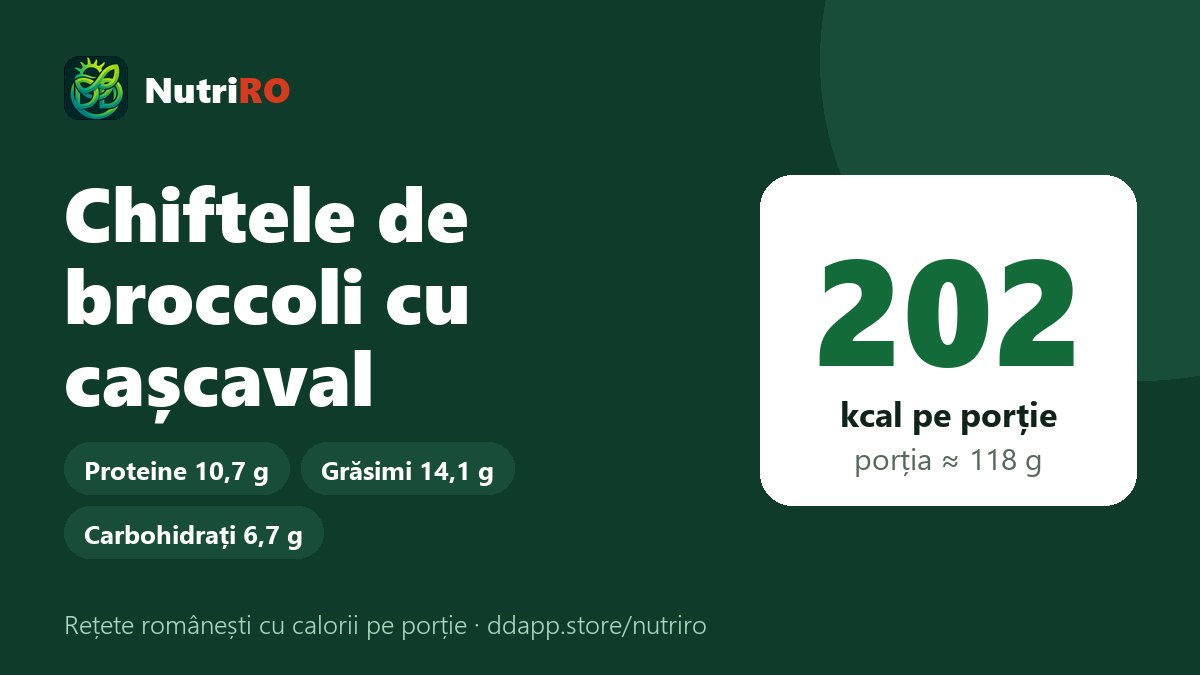 NutriRO
Chiftele de
broccoli cu
cașcaval
Proteine 10,7 g
Grăsimi 14,1 g
Carbohidrați 6,7 g
202
kcal pe porție
porția ≈ 118 g
Rețete românești cu calorii pe porție · ddapp.store/nutriro